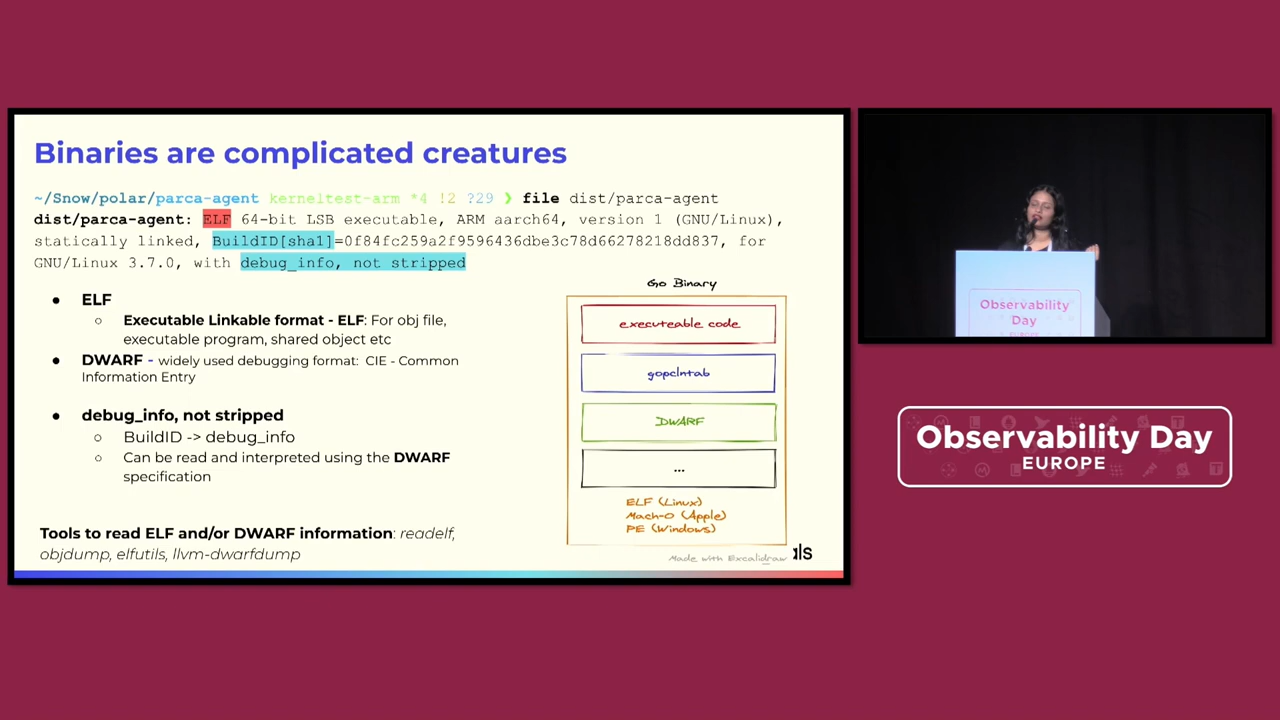 Binaries are complicated creatures
~/Snow/polar/parca-agent kerneltest-arm *4 !2 ?29 ❯ file dist/parca-agent
dist/parca-agent: ELF 64-bit LSB executable, ARM aarch64, version 1 (GNU/Linux),
statically linked, BuildID[sha1]=0f84fc259a2f9596436dbe3c78d66278218dd837, for
GNU/Linux 3.7.0, with debug_info, not stripped
● ELF
○ Executable Linkable format - ELF: For obj file,
executable program, shared object etc
● DWARF - widely used debugging format: CIE - Common
Information Entry
● debug_info, not stripped
○ BuildID -> debug_info
○ Can be read and interpreted using the DWARF
specification
Tools to read ELF and/or DWARF information: readelf,
objdump, elfutils, llvm-dwarfdump
Go Binary
executeable code
gopclntab
DWARF
...
ELF (Linux)
Mach-O (Apple)
PE (Windows)
Made with Excalidraw
als
Observability
Day
EUROPE
Observability Day
EUROPE